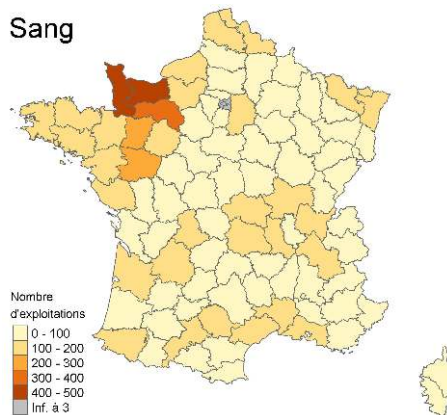 Sang
Nombre
d'exploitations
0 - 100
100 - 200
200 - 300
300 - 400
400 - 500
Inf. à 3